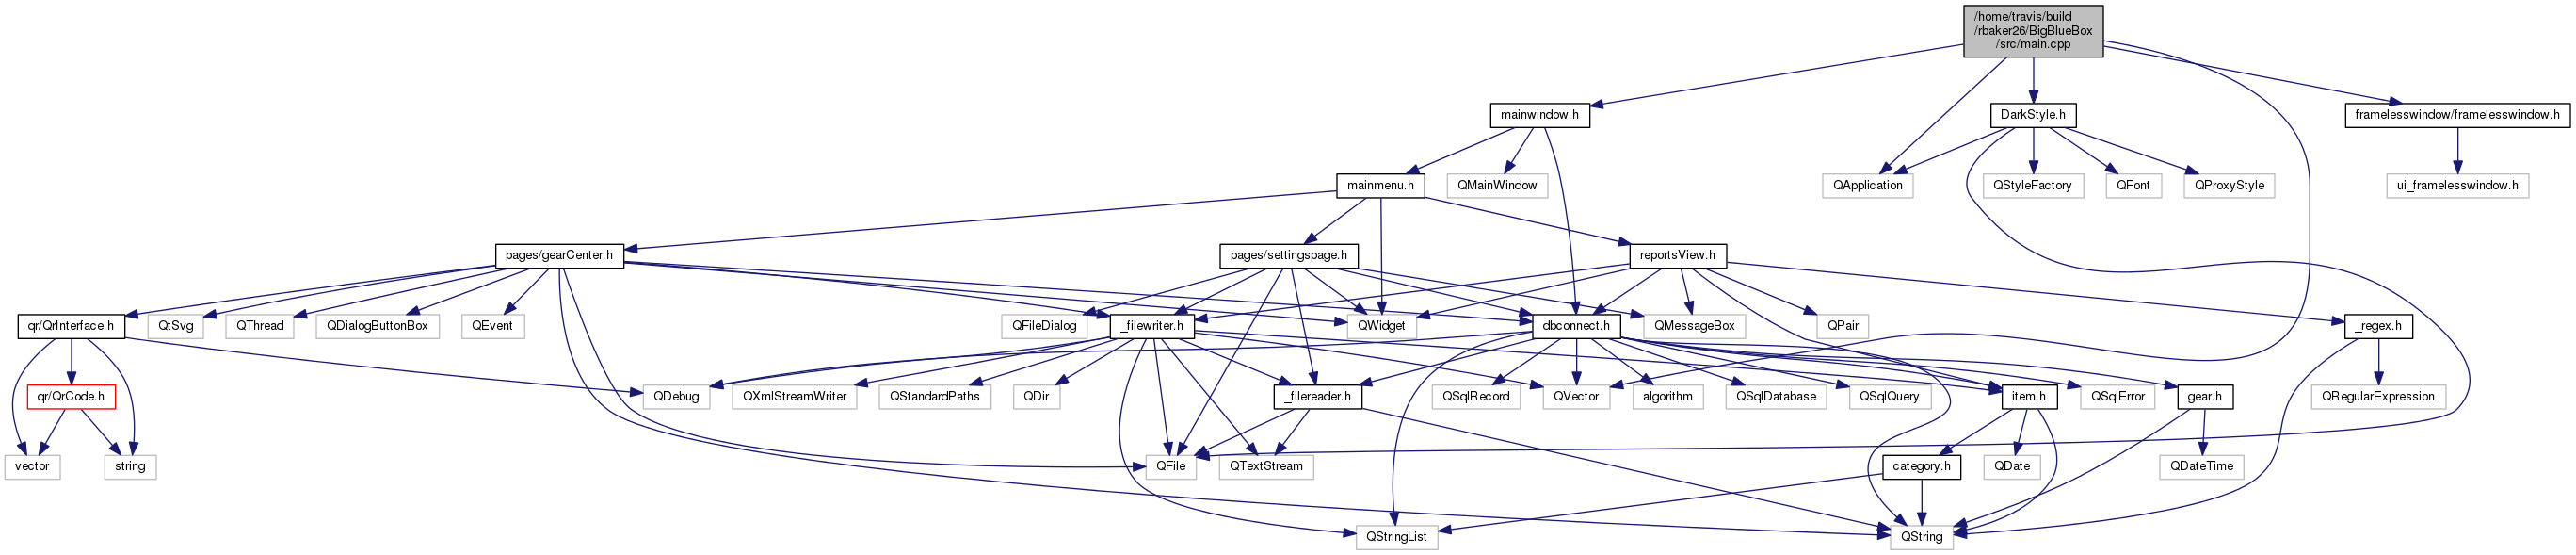 /home/travis/build
/rbaker26/BigBlueBox
/src/main.cpp
mainwindow.h
DarkStyle.h
framelesswindow/framelesswindow.h
mainmenu.h
QMainWindow
QApplication
QStyleFactory
QFont
QProxyStyle
ui_framelesswindow.h
pages/gearCenter.h
pages/settingspage.h
reportsView.h
qr/QrInterface.h
QtSvg
QThread
QDialogButtonBox
QEvent
QFileDialog
_filewriter.h
QWidget
dbconnect.h
QMessageBox
QPair
_regex.h
qr/QrCode.h
QDebug
QXmlStreamWriter
QStandardPaths
QDir
_filereader.h
QSqlRecord
QVector
algorithm
QSqlDatabase
QSqlQuery
item.h
QSqlError
gear.h
QRegularExpression
vector
string
QFile
QTextStream
category.h
QDate
QDateTime
QStringList
QString